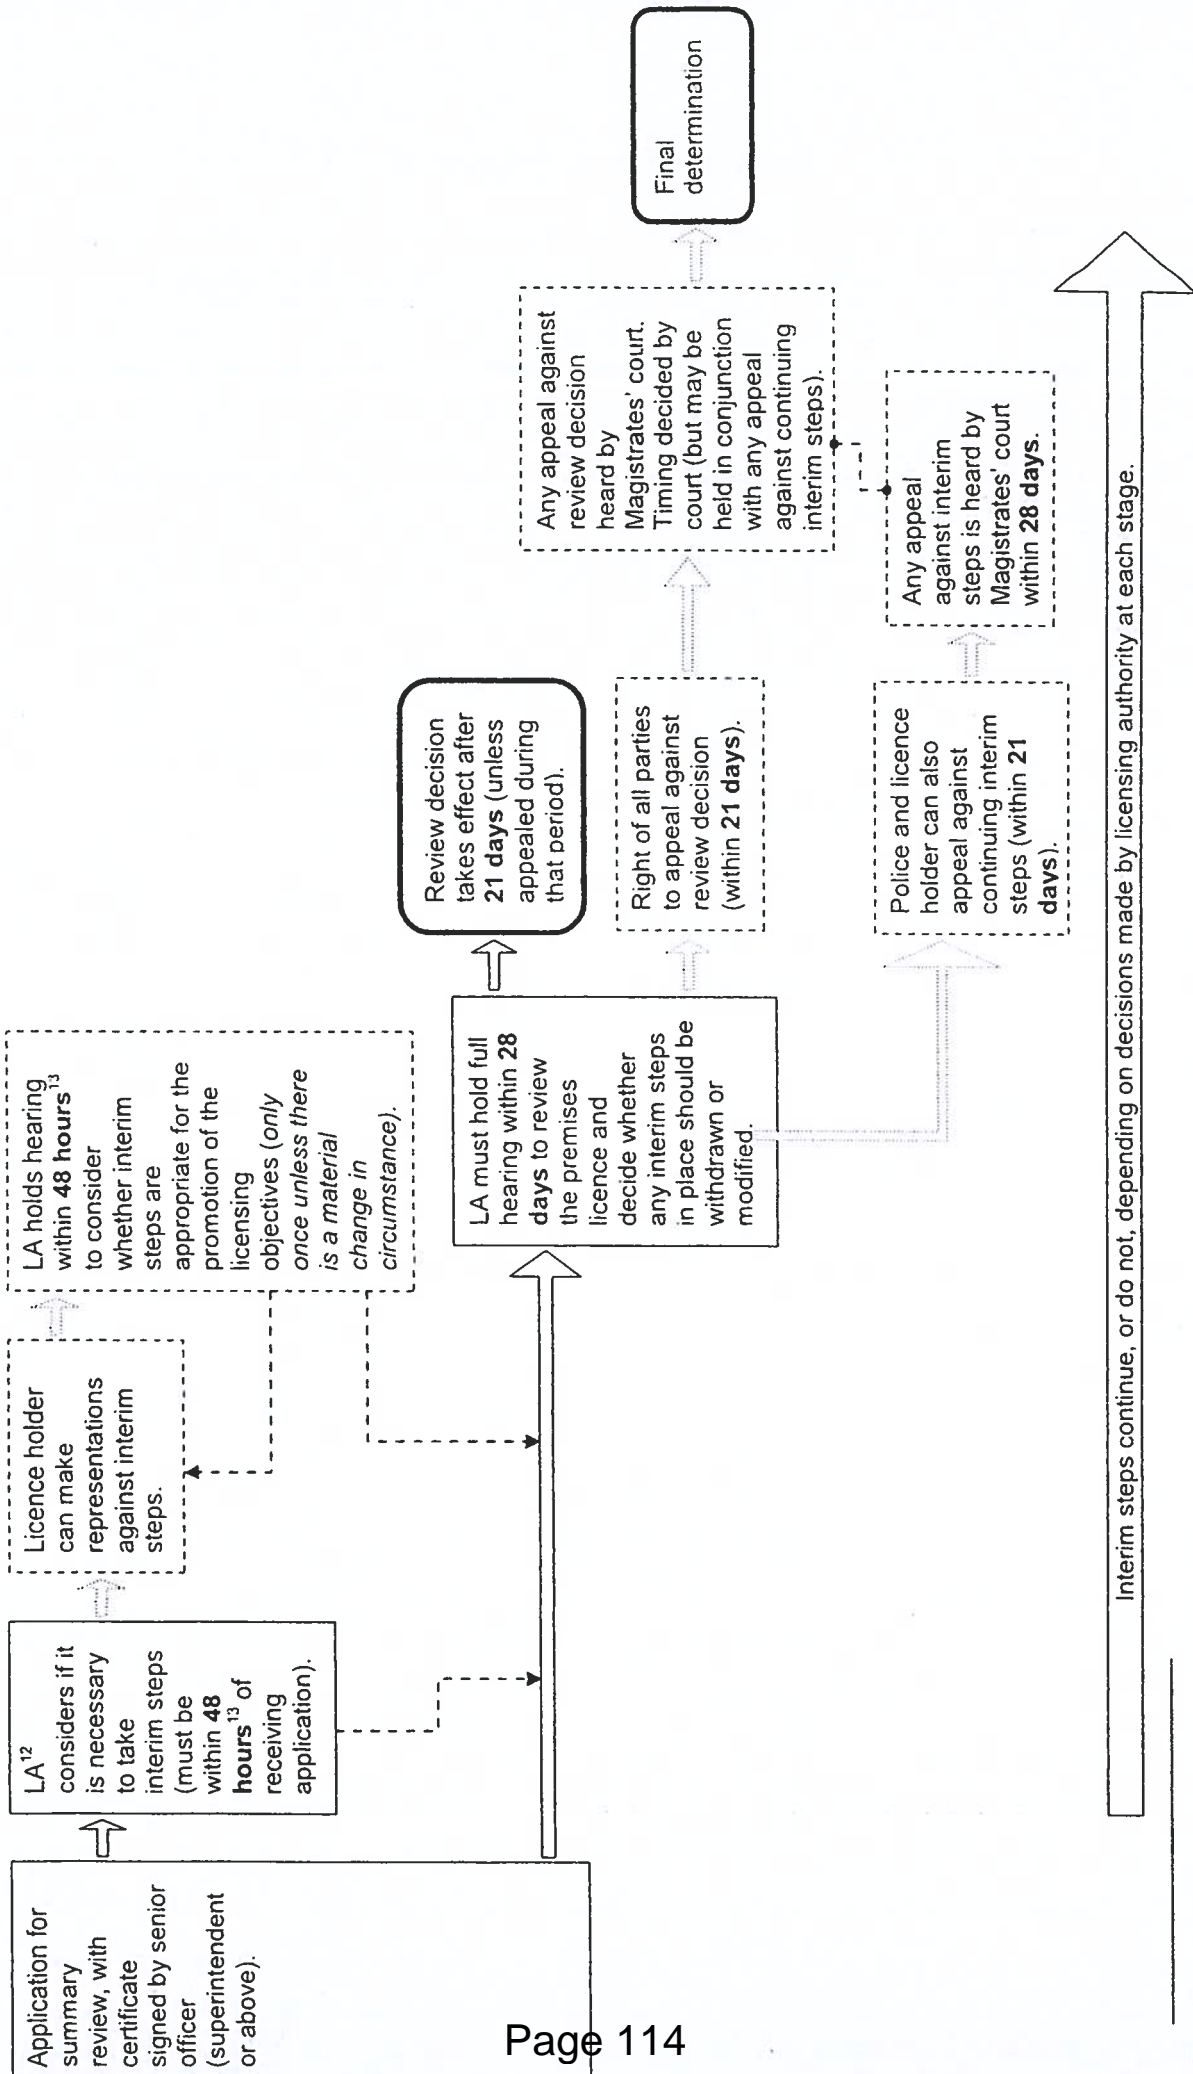 Application for
summary
review, with
certificate
signed by senior
officer
(superintendent
or above).
LA12
considers if it
is necessary
to take
interim steps
(must be
within 48
hours13 of
receiving
application).
Licence holder
can make
representations
against interim
steps.
LA holds hearing
within 48 hours13
to consider
whether interim
steps are
appropriate for the
promotion of the
licensing
objectives (only
once unless there
is a material
change in
circumstance).
LA must hold full
hearing within 28
days to review
the premises
licence and
decide whether
any interim steps
in place should be
withdrawn or
modified.
Review decision
takes effect after
21 days (unless
appealed during
that period).
Right of all parties
to appeal against
review decision
(within 21 days).
Police and licence
holder can also
appeal against
continuing interim
steps (within 21
days).
Any appeal against
review decision
heard by
Magistrates' court.
Timing decided by
court (but may be
held in conjunction
with any appeal
against continuing
interim steps).
Any appeal
against interim
steps is heard by
Magistrates' court
within 28 days.
Final
determination
Interim steps continue, or do not, depending on decisions made by licensing authority at each stage.
Page 114